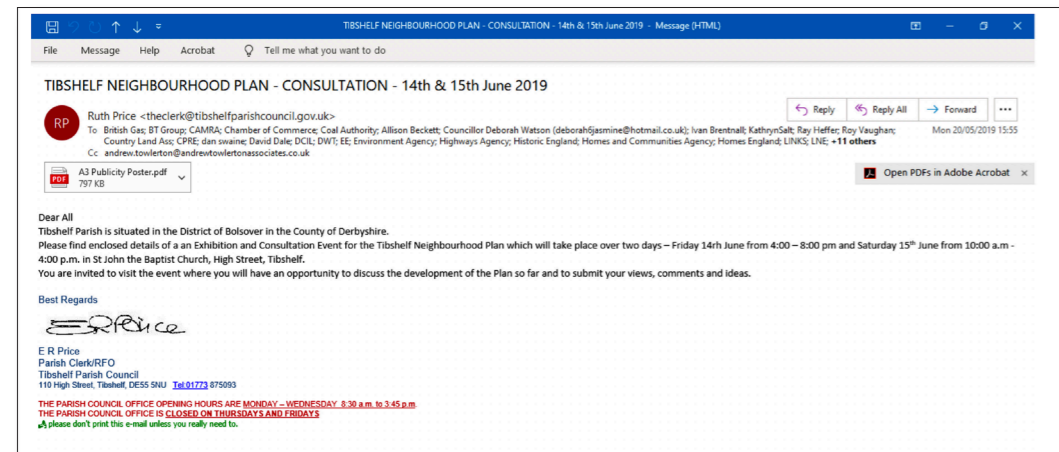 TIBSHELF NEIGHBOURHOOD PLAN - CONSULTATION - 14th & 15th June 2019 - Message (HTML)
File Message Help Acrobat Tell me what you want to do
TIBSHELF NEIGHBOURHOOD PLAN - CONSULTATION - 14th & 15th June 2019
RP
Ruth Price <theclerk@tibshelfparishcouncil.gov.uk>
To British Gas; BT Group; CAMRA; Chamber of Commerce; Coal Authority; Allison Beckett; Councillor Deborah Watson (deborah6jasmine@hotmail.co.uk); Ivan Brentnall; KathrynSalt; Ray Heffer; Roy Vaughan;
Country Land Ass; CPRE; dan swaine; David Dale; DCIL; DWT; EE; Environment Agency; Highways Agency; Historic England; Homes and Communities Agency; Homes England; LINKS; LNE; +11 others
Cc andrew.towlerton@andrewtowlertonassociates.co.uk
Reply Reply All Forward
Mon 20/05/2019 15:55
PDF
A3 Publicity Poster.pdf
797 KB
Open PDFs in Adobe Acrobat
Dear All
Tibshelf Parish is situated in the District of Bolsover in the County of Derbyshire.
Please find enclosed details of a an Exhibition and Consultation Event for the Tibshelf Neighbourhood Plan which will take place over two days – Friday 14rh June from 4:00 – 8:00 pm and Saturday 15th June from 10:00 a.m -
4:00 p.m. in St John the Baptist Church, High Street, Tibshelf.
You are invited to visit the event where you will have an opportunity to discuss the development of the Plan so far and to submit your views, comments and ideas.
Best Regards
ERPrice
E R Price
Parish Clerk/RFO
Tibshelf Parish Council
110 High Street, Tibshelf, DE55 5NU Tel:01773 875093
THE PARISH COUNCIL OFFICE OPENING HOURS ARE MONDAY – WEDNESDAY 8:30 a.m. to 3:45 p.m.
THE PARISH COUNCIL OFFICE IS CLOSED ON THURSDAYS AND FRIDAYS
please don't print this e-mail unless you really need to.